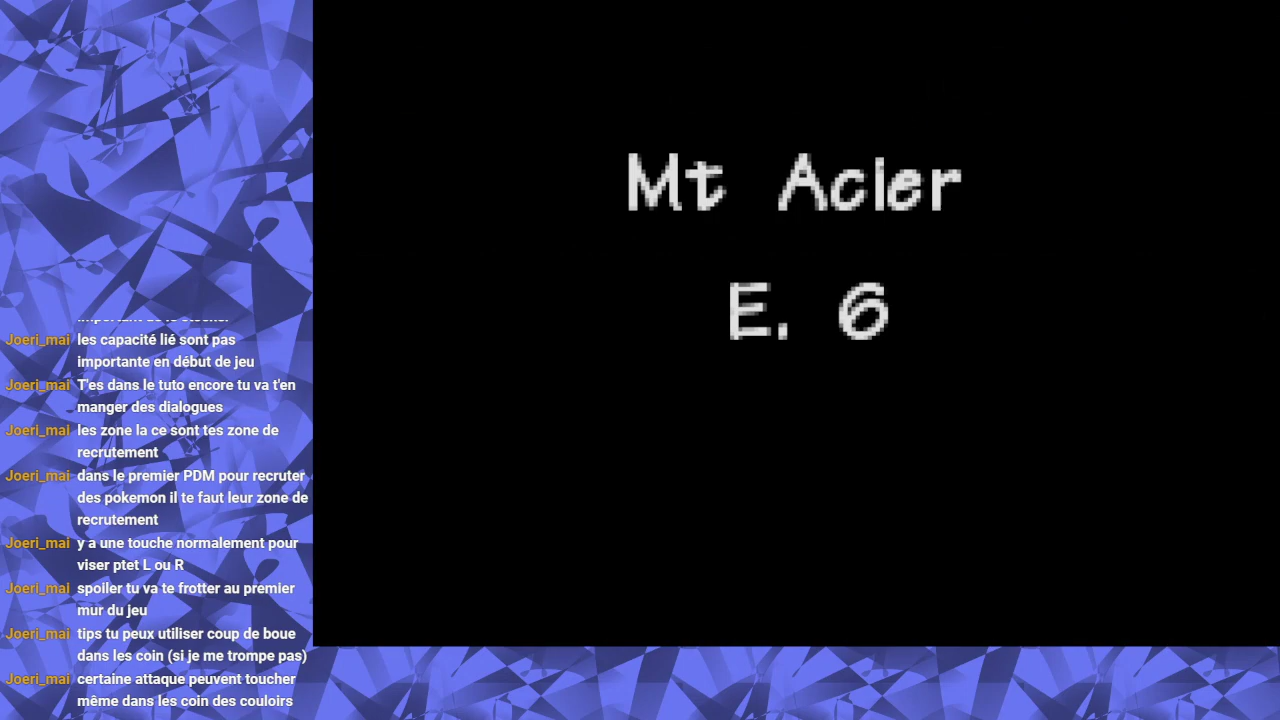 Mt Acier
E. 6
Joeri_mai les capacité lié sont pas
importante en début de jeu
Joeri_mai T'es dans le tuto encore tu va t'en
manger des dialogues
Joeri_mai les zone la ce sont tes zone de
recrutement
Joeri_mai dans le premier PDM pour recruter
des pokemon il te faut leur zone de
recrutement
Joeri_mai y a une touche normalement pour
viser ptet L ou R
Joeri_mai spoiler tu va te frotter au premier
mur du jeu
Joeri_mai tips tu peux utiliser coup de boue
dans les coin (si je me trompe pas)
Joeri_mai certaine attaque peuvent toucher
même dans les coin des couloirs